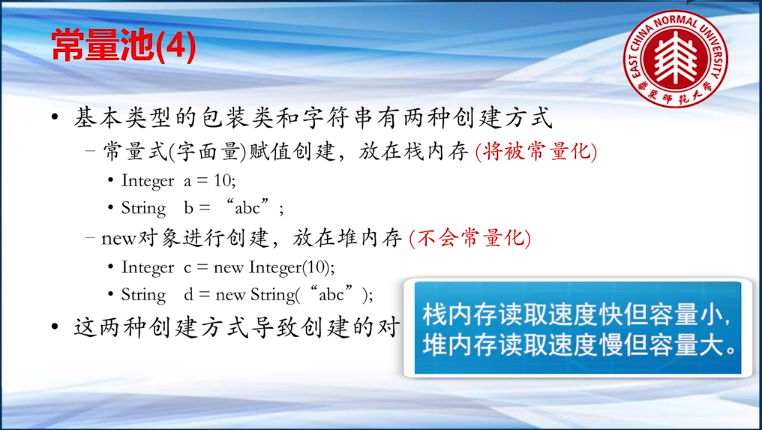 常量池(4)
EAST CHINA NORMAL UNIVERSITY
華東師範大學
• 基本类型的包装类和字符串有两种创建方式
– 常量式(字面量)赋值创建，放在栈内存 (将被常量化)
• Integer a = 10;
• String b = “abc”;
– new对象进行创建，放在堆内存 (不会常量化)
• Integer c = new Integer(10);
• String d = new String(“abc”);
• 这两种创建方式导致创建的对
栈内存读取速度快但容量小,
堆内存读取速度慢但容量大。